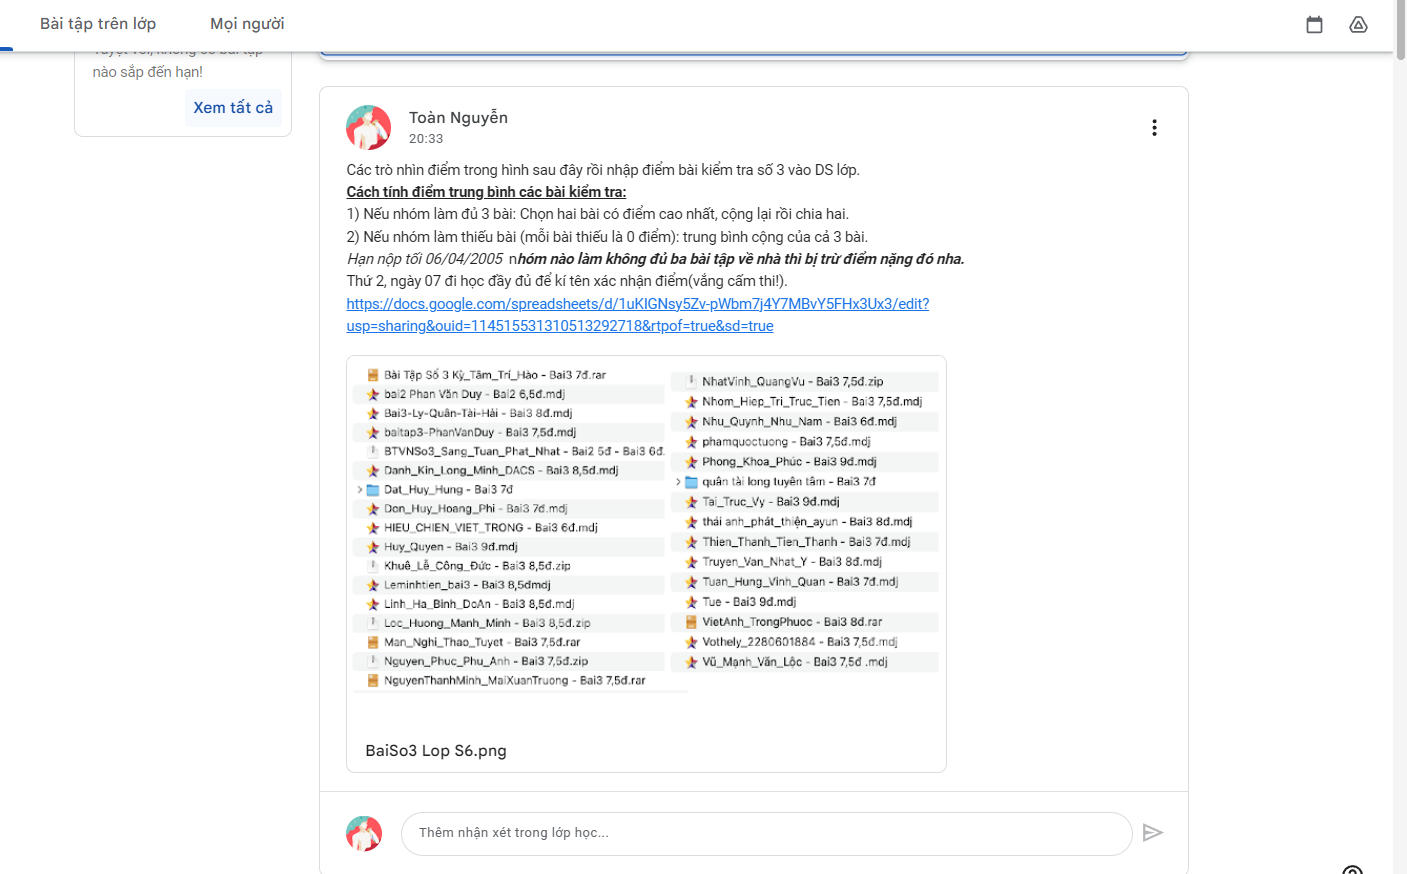 Bài tập trên lớp
Mọi người
nào sắp đến hạn!
Xem tất cả
Toàn Nguyễn
20:33
Các trò nhìn điểm trong hình sau đây rồi nhập điểm bài kiểm tra số 3 vào DS lớp.
Cách tính điểm trung bình các bài kiểm tra:
1) Nếu nhóm làm đủ 3 bài: Chọn hai bài có điểm cao nhất, cộng lại rồi chia hai.
2) Nếu nhóm làm thiếu bài (mỗi bài thiếu là 0 điểm): trung bình cộng của cả 3 bài.
Hạn nộp tối 06/04/2005 nhóm nào làm không đủ ba bài tập về nhà thì bị trừ điểm nặng đó nha.
Thứ 2, ngày 07 đi học đầy đủ để kí tên xác nhận điểm(vắng cấm thi!).
https://docs.google.com/spreadsheets/d/1uKIGNsy5Zv-pWbm7j4Y7MBvY5FHx3Ux3/edit?
usp=sharing&ouid=114515531310513292718&rtpof=true&sd=true
Bài Tập Số 3 Kỳ_Tâm_Trí_Hào - Bai3 7đ.rar
bai2 Phan Văn Duy - Bai2 6,5đ.mdj
Bai3-Ly-Quân-Tài-Hải - Bai3 8đ.mdj
baitap3-PhanVanDuy - Bai3 7,5đ.mdj
BTVNSo3_Sang_Tuan_Phat_Nhat - Bai2 5đ - Bai3 6đ.
Danh_Kin_Long_Minh_DACS - Bai3 8,5đ.mdj
Dat_Huy_Hung - Bai3 7đ
Don_Huy_Hoang_Phi - Bai3 7đ.mdj
HIEU_CHIEN_VIET_TRONG - Bai3 6đ.mdj
Huy_Quyen - Bai3 9đ.mdj
Khuê_Lễ_Công_Đức - Bai3 8,5đ.zip
Leminhtien_bai3 - Bai3 8,5đmdj
Linh_Ha_Binh_DoAn - Bai3 8,5đ.mdj
Loc_Huong_Manh_Minh - Bai3 8,5đ.zip
Man_Nghi_Thao_Tuyet - Bai3 7,5đ.rar
Nguyen_Phuc_Phu_Anh - Bai3 7,5đ.zip
NguyenThanhMinh_MaiXuanTruong - Bai3 7,5đ.rar
NhatVinh_QuangVu - Bai3 7,5đ.zip
Nhom_Hiep_Tri_Truc_Tien - Bai3 7,5đ.mdj
Nhu_Quynh_Nhu_Nam - Bai3 6đ.mdj
phamquoctuong - Bai3 7,5đ.mdj
Phong_Khoa_Phúc - Bai3 9đ.mdj
quân tài long tuyên tâm - Bai3 7đ
Tai_Truc_Vy - Bai3 9đ.mdj
thái anh_phát_thiện_ayun - Bai3 8đ.mdj
Thien_Thanh_Tien_Thanh - Bai3 7đ.mdj
Truyen_Van_Nhat_Y - Bai3 8đ.mdj
Tuan_Hung_Vinh_Quan - Bai3 7đ.mdj
Tue - Bai3 9đ.mdj
VietAnh_TrongPhuoc - Bai3 8đ.rar
Vothely_2280601884 - Bai3 7,5đ.mdj
Vũ_Mạnh_Văn_Lộc - Bai3 7,5đ .mdj
BaiSo3 Lop S6.png
Thêm nhận xét trong lớp học...